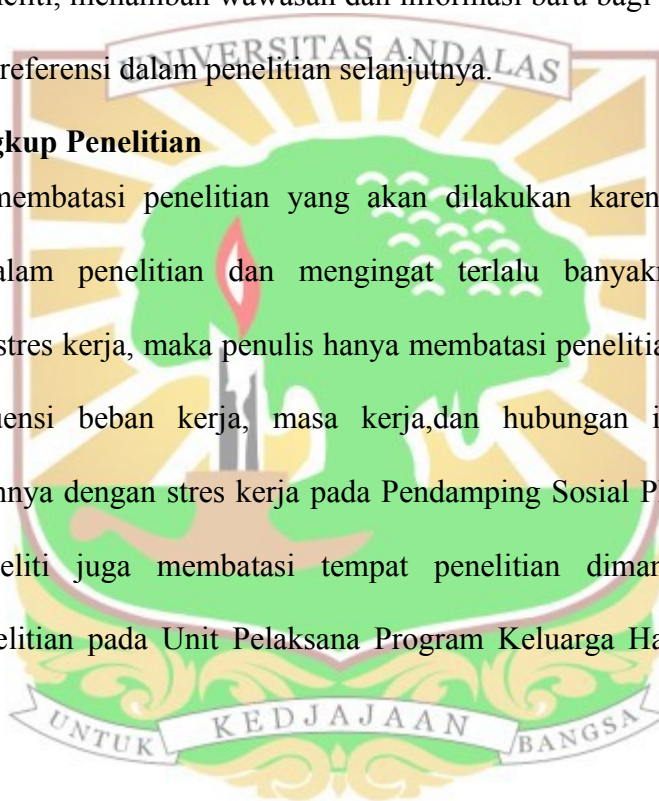 menambah wawasan dan informasi baru bagi
UNIVERSITAS ANDALAS
referensi dalam penelitian selanjutnya.
gkup Penelitian
membatasi penelitian yang akan dilakukan karen
alam penelitian dan mengingat terlalu banyak
stres kerja, maka penulis hanya membatasi penelitia
ensi beban kerja, masa kerja,dan hubungan i
nnya dengan stres kerja pada Pendamping Sosial P
eliti juga membatasi tempat penelitian diman
elitian pada Unit Pelaksana Program Keluarga Ha
UNTUK KEDJAJAAN BANGSA